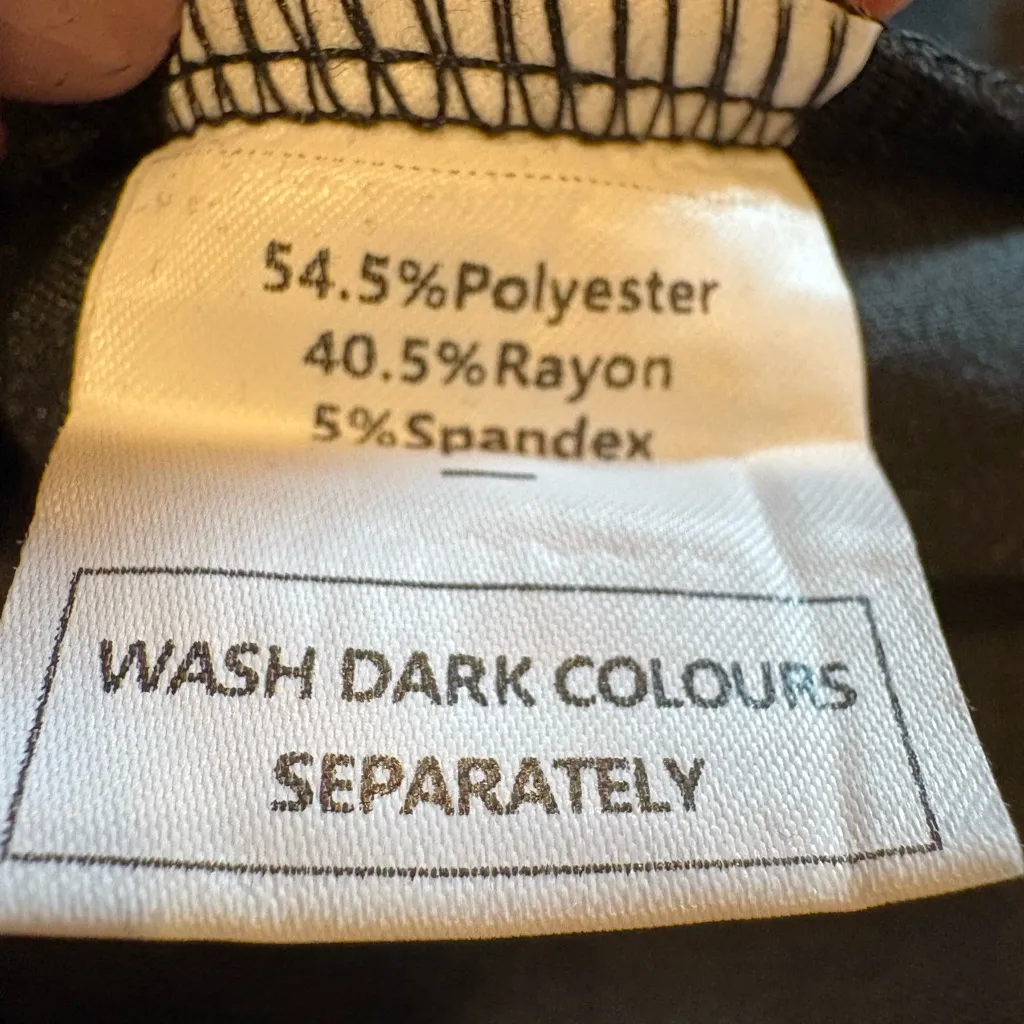 54.5%Polyester
40.5%Rayon
5%Spandex
WASH DARK COLOURS
SEPARATELY